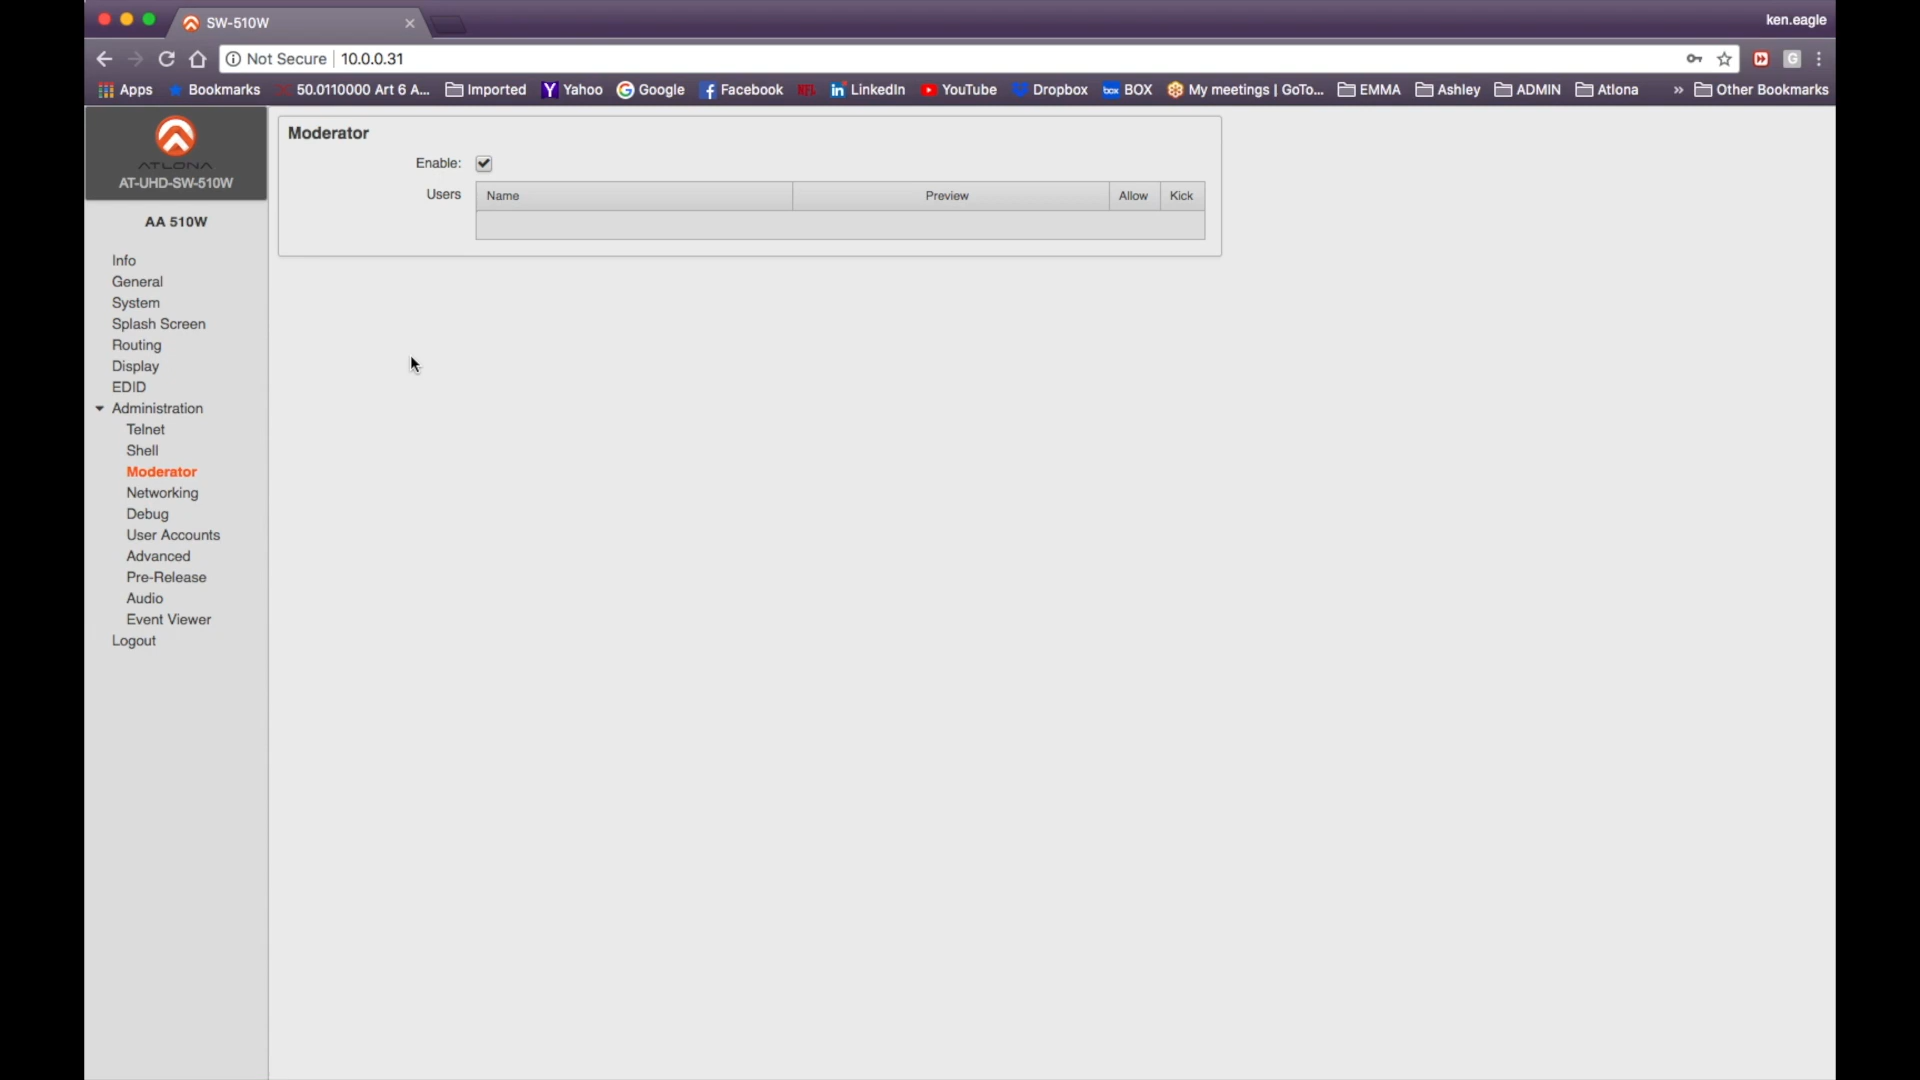 SW-510W
ken.eagle
Not Secure 10.0.0.31
Apps Bookmarks 50.0110000 Art 6 A... Imported Yahoo Google Facebook NFL LinkedIn YouTube Dropbox box BOX My meetings | GoTo... EMMA Ashley ADMIN Atlona » Other Bookmarks
ATLONA
AT-UHD-SW-510W
AA 510W
Info
General
System
Splash Screen
Routing
Display
EDID
Administration
Telnet
Shell
Moderator
Networking
Debug
User Accounts
Advanced
Pre-Release
Audio
Event Viewer
Logout
Moderator
Enable:
Users Name Preview Allow Kick